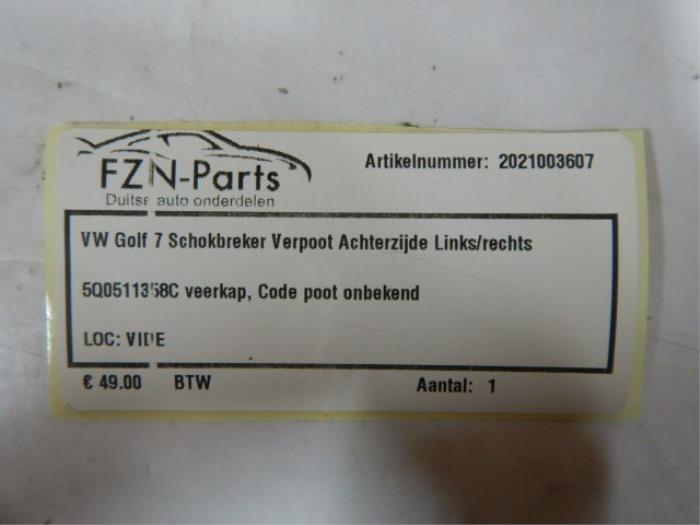 FZN-Parts
Duitse auto onderdelen
Artikelnummer: 2021003607
VW Golf 7 Schokbreker Verpoot Achterzijde Links/rechts
5Q0511358C veerkap, Code poot onbekend
LOC: VIDE
€ 49.00 BTW
Aantal: 1